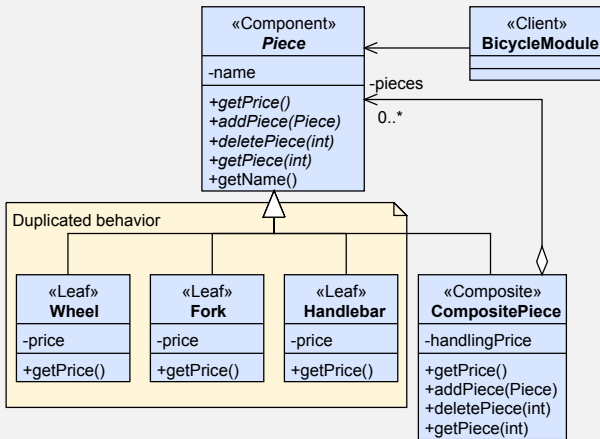 «Component»
Piece
-name
+getPrice()
+addPiece(Piece)
+deletePiece(int)
+getPiece(int)
+getName()
«Client»
BicycleModule
-pieces
0..*
Duplicated behavior
«Leaf»
Wheel
-price
+getPrice()
«Leaf»
Fork
-price
+getPrice()
«Leaf»
Handlebar
-price
+getPrice()
«Composite»
CompositePiece
-handlingPrice
+getPrice()
+addPiece(Piece)
+deletePiece(int)
+getPiece(int)